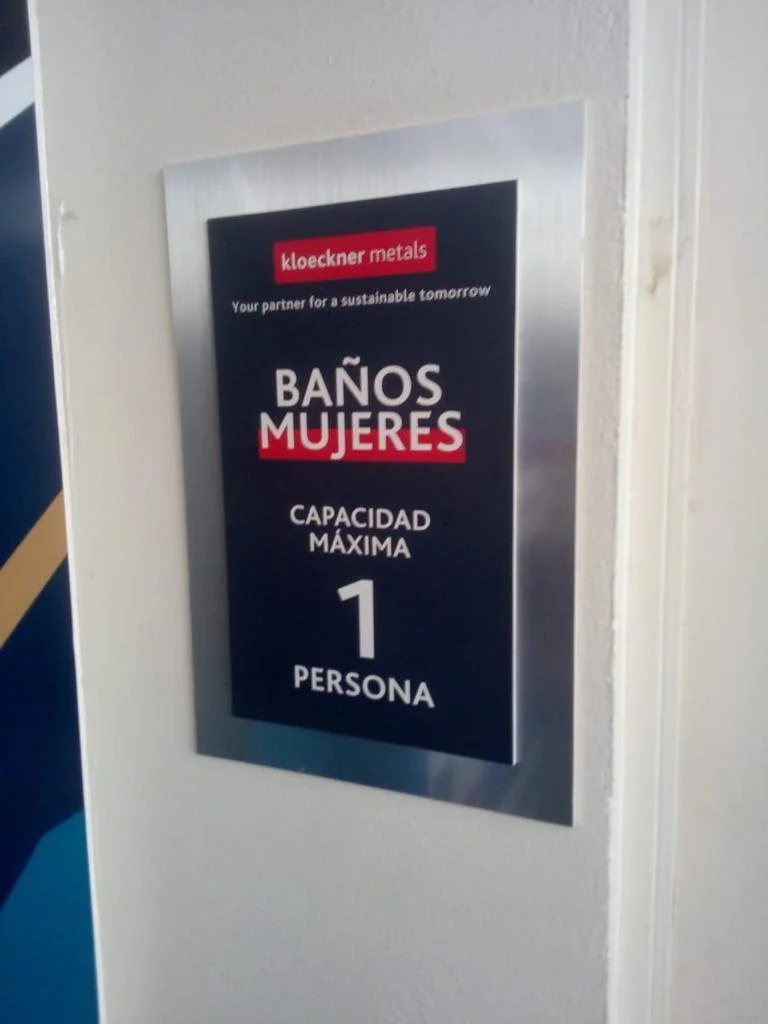 kloeckner metals
Your partner for a sustainable tomorrow
BAÑOS
MUJERES
CAPACIDAD
MÁXIMA
1
PERSONA